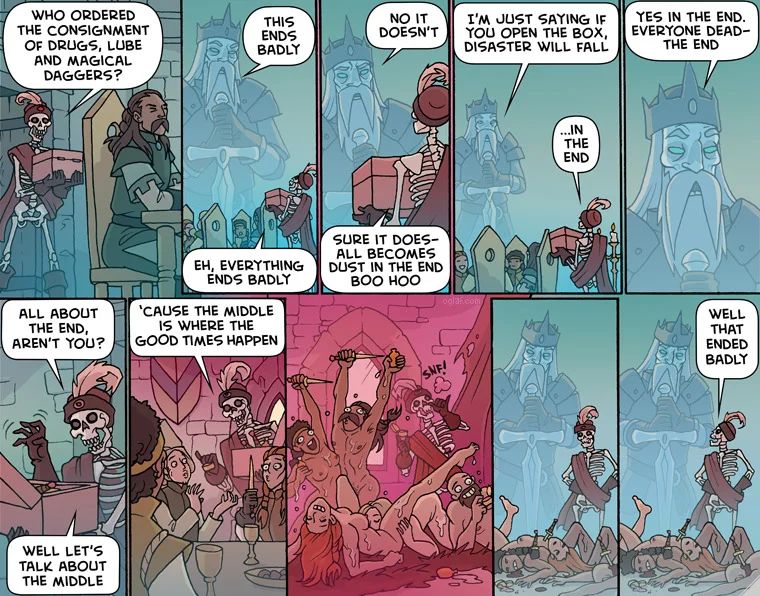 WHO ORDERED
THE CONSIGNMENT
OF DRUGS, LUBE
AND MAGICAL
DAGGERS?
THIS
ENDS
BADLY
EH, EVERYTHING
ENDS BADLY
NO IT
DOESN'T
SURE IT DOES–
ALL BECOMES
DUST IN THE END
BOO HOO
I'M JUST SAYING IF
YOU OPEN THE BOX,
DISASTER WILL FALL
...IN
THE
END
YES IN THE END.
EVERYONE DEAD–
THE END
ALL ABOUT
THE END,
AREN'T YOU?
WELL LET'S
TALK ABOUT
THE MIDDLE
'CAUSE THE MIDDLE
IS WHERE THE
GOOD TIMES HAPPEN
oglaf.com
SNF!
WELL
THAT
ENDED
BADLY